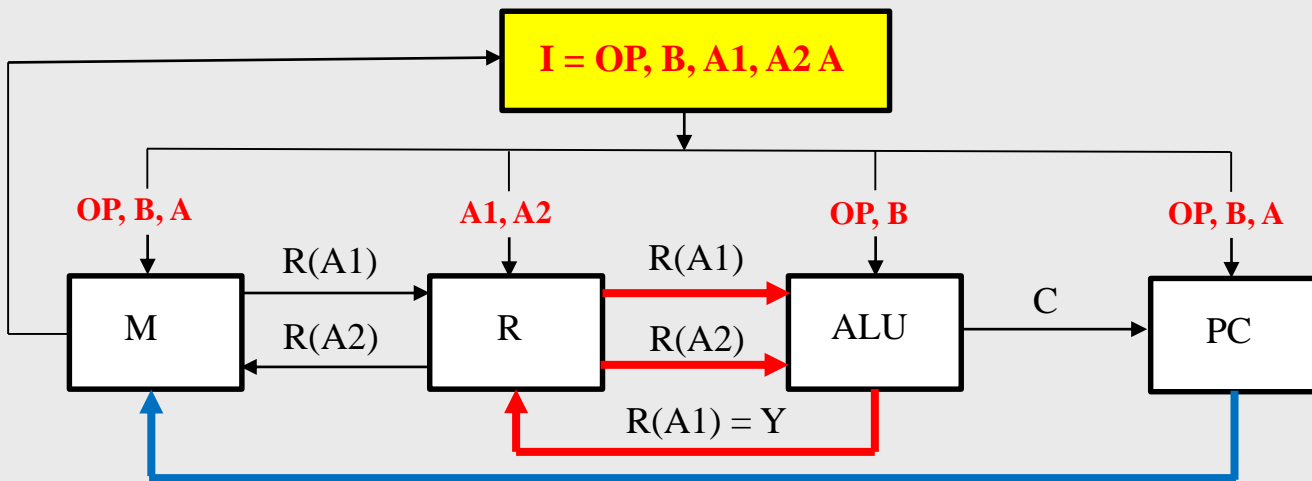 I = OP, B, A1, A2 A
OP, B, A
A1, A2
OP, B
OP, B, A
R(A1)
R(A1)
C
M
R
ALU
PC
R(A2)
R(A2)
R(A1) = Y